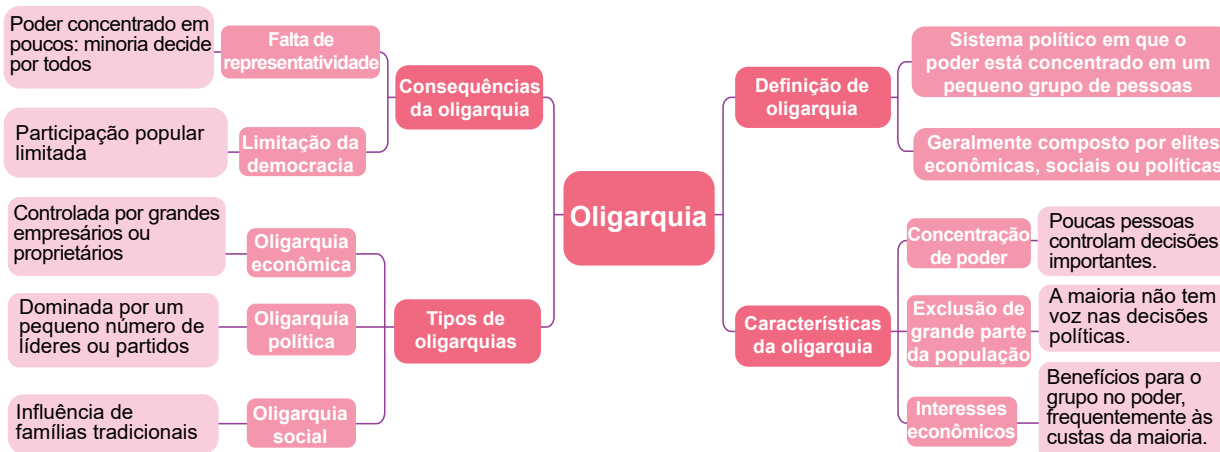 Poder concentrado em
poucos: minoria decide
por todos
Falta de
representatividade
Consequências
da oligarquia
Participação popular
limitada
Limitação da
democracia
Controlada por grandes
empresários ou
proprietários
Oligarquia
econômica
Dominada por um
pequeno número de
líderes ou partidos
Oligarquia
política
Tipos de
oligarquias
Influência de
famílias tradicionais
Oligarquia
social
Oligarquia
Definição de
oligarquia
Sistema político em que o
poder está concentrado em um
pequeno grupo de pessoas
Geralmente composto por elites
econômicas, sociais ou políticas
Características
da oligarquia
Concentração
de poder
Poucas pessoas
controlam decisões
importantes.
Exclusão de
grande parte
da população
A maioria não tem
voz nas decisões
políticas.
Interesses
econômicos
Benefícios para o
grupo no poder,
frequentemente às
custas da maioria.